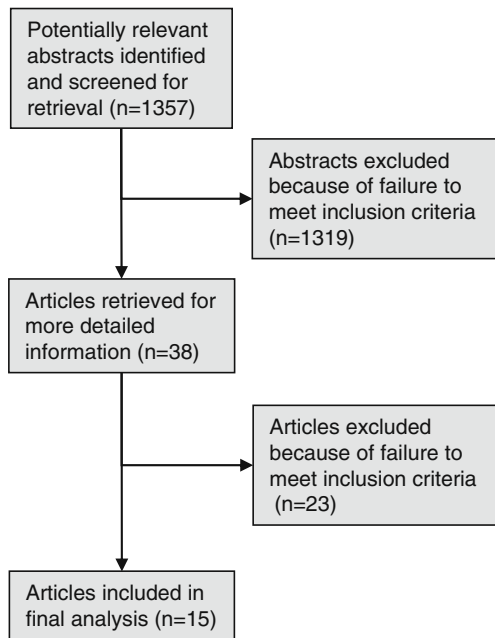 Potentially relevant
abstracts identified
and screened for
retrieval (n=1357)
Abstracts excluded
because of failure to
meet inclusion criteria
(n=1319)
Articles retrieved for
more detailed
information (n=38)
Articles excluded
because of failure to
meet inclusion criteria
(n=23)
Articles included in
final analysis (n=15)